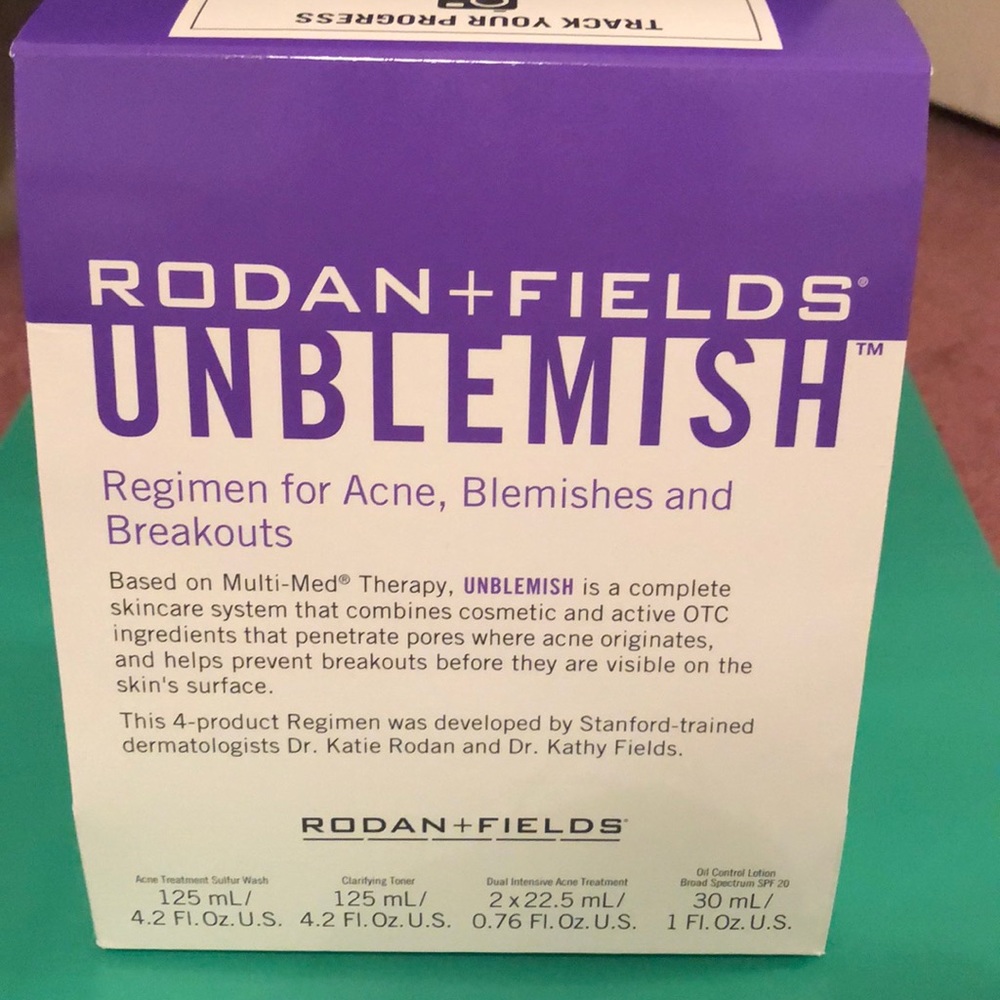 TRACK YOUR PROGRESS
RODAN+FIELDS®
UNBLEMISH™
Regimen for Acne, Blemishes and
Breakouts
Based on Multi-Med® Therapy, UNBLEMISH is a complete
skincare system that combines cosmetic and active OTC
ingredients that penetrate pores where acne originates,
and helps prevent breakouts before they are visible on the
skin's surface.
This 4-product Regimen was developed by Stanford-trained
dermatologists Dr. Katie Rodan and Dr. Kathy Fields.
RODAN+FIELDS®
Acne Treatment Sulfur Wash
125 mL/
4.2 Fl. Oz. U.S.
Clarifying Toner
125 mL/
4.2 Fl. Oz. U.S.
Dual Intensive Acne Treatment
2 x 22.5 mL/
0.76 Fl. Oz. U.S.
Oil Control Lotion
Broad Spectrum SPF 20
30 mL/
1 Fl. Oz. U.S.